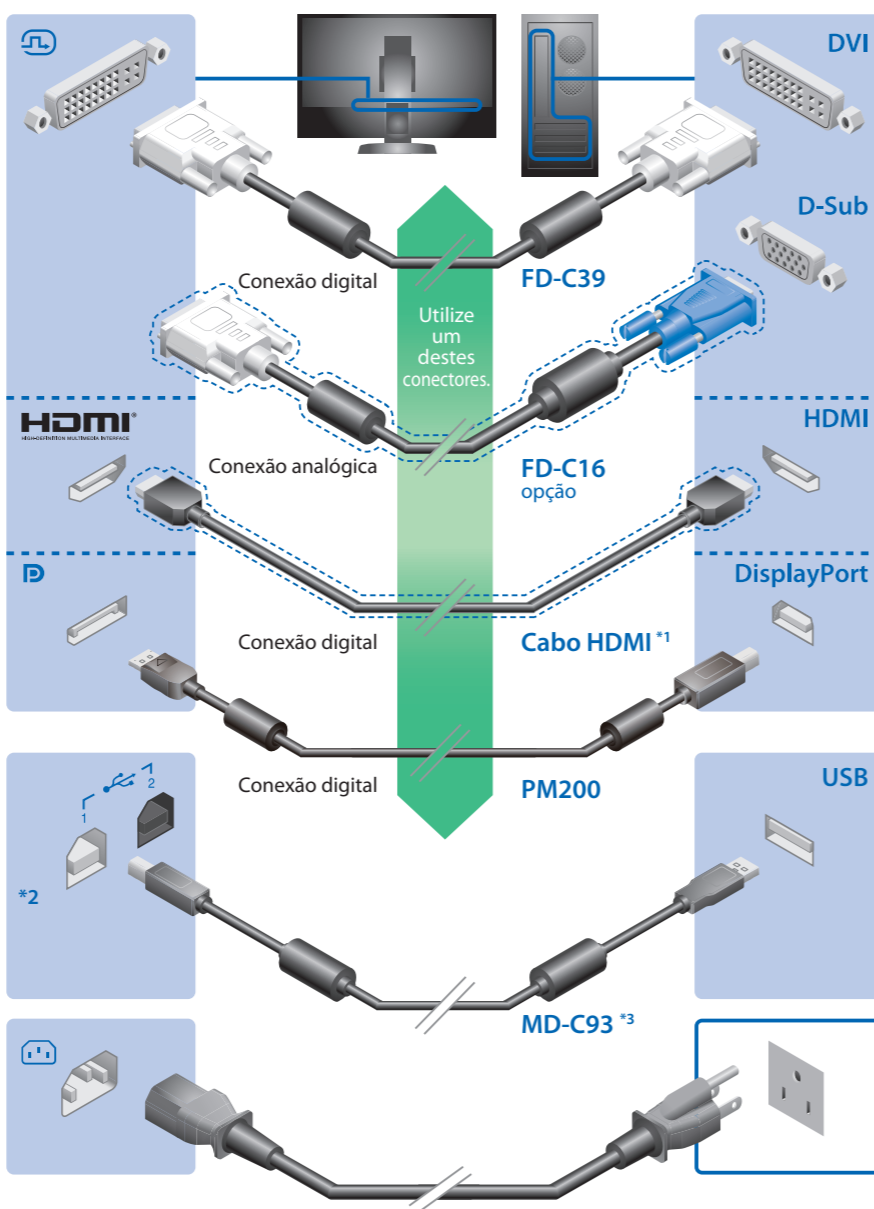 DVI
D-Sub
Conexão digital
FD-C39
Utilize
um
destes
conectores.
HDMI®
HIGH-DEFINITION MULTIMEDIA INTERFACE
HDMI
Conexão analógica
FD-C16
opção
DisplayPort
Conexão digital
Cabo HDMI *1
Conexão digital
PM200
USB
1
2
*2
MD-C93 *3